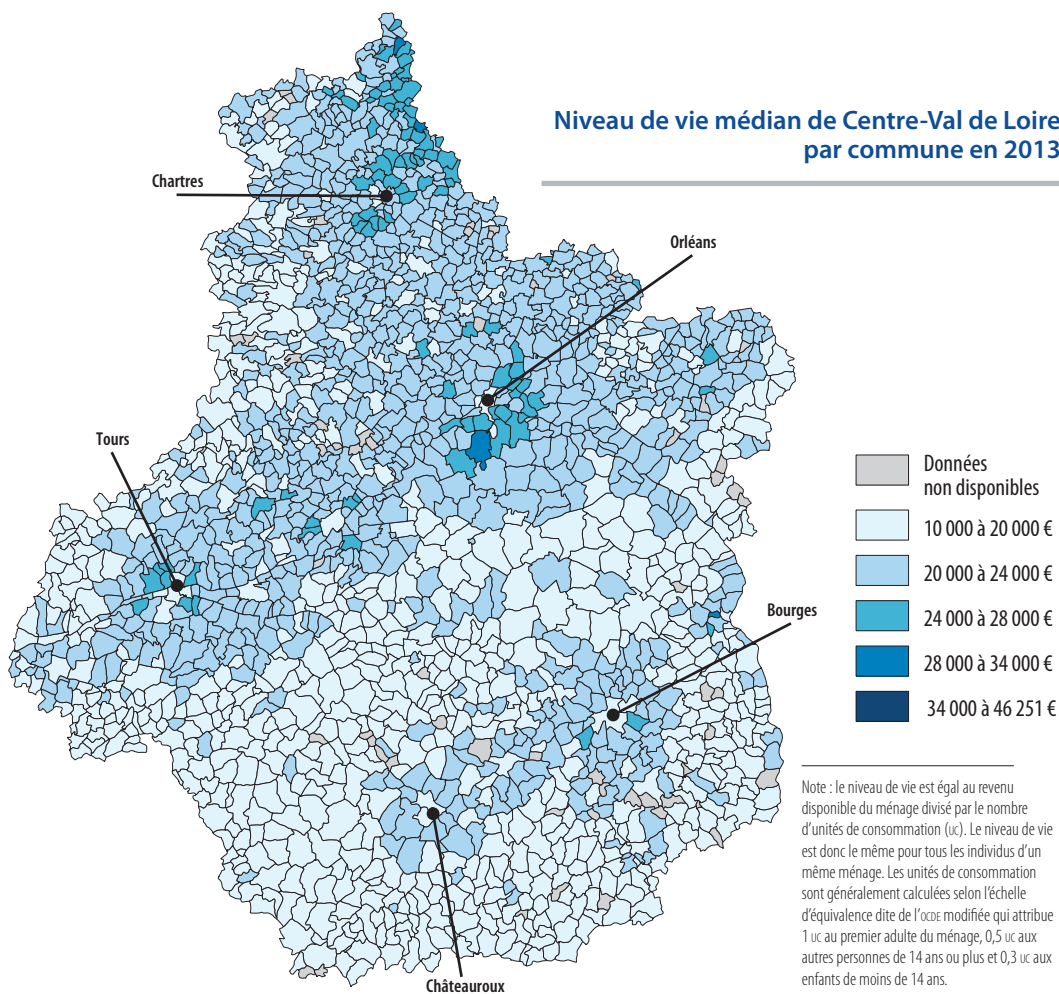 Niveau de vie médian de Centre-Val de Loire
par commune en 2013
Chartres
Orléans
Tours
Bourges
Châteauroux
Données
non disponibles
10 000 à 20 000 €
20 000 à 24 000 €
24 000 à 28 000 €
28 000 à 34 000 €
34 000 à 46 251 €
Note : le niveau de vie est égal au revenu
disponible du ménage divisé par le nombre
d’unités de consommation (UC). Le niveau de vie
est donc le même pour tous les individus d’un
même ménage. Les unités de consommation
sont généralement calculées selon l’échelle
d’équivalence dite de l’OCDE modifiée qui attribue
1 UC au premier adulte du ménage, 0,5 UC aux
autres personnes de 14 ans ou plus et 0,3 UC aux
enfants de moins de 14 ans.